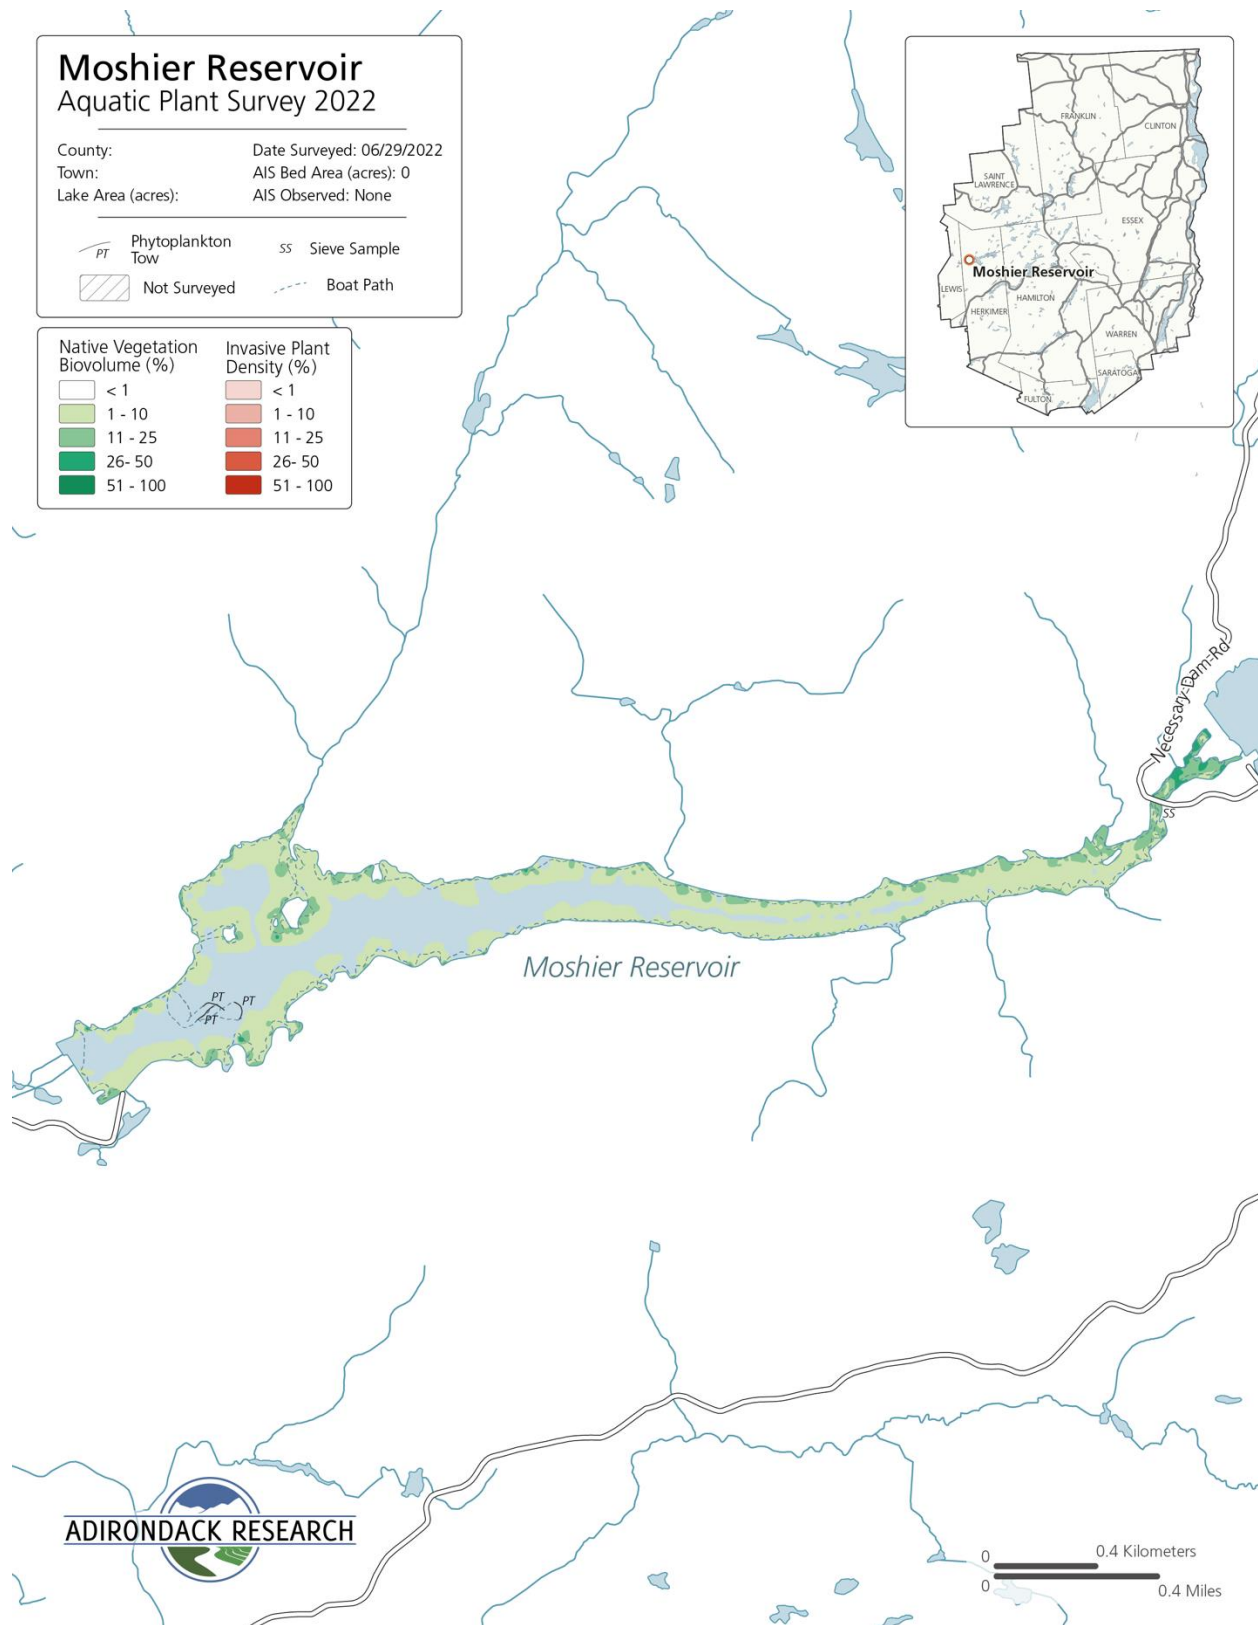 Moshier Reservoir
Aquatic Plant Survey 2022
County:
Date Surveyed: 06/29/2022
Town:
AIS Bed Area (acres): 0
Lake Area (acres):
AIS Observed: None
PT
Phytoplankton
Tow
SS
Sieve Sample
Not Surveyed
Boat Path
Native Vegetation
Biovolume (%)
< 1
1 - 10
11 - 25
26- 50
51 - 100
Invasive Plant
Density (%)
< 1
1 - 10
11 - 25
26- 50
51 - 100
FRANKLIN
CLINTON
SAINT
LAWRENCE
ESSEX
Moshier Reservoir
LEWIS
HAMILTON
HERKIMER
WARREN
SARATOGA
FULTON
Necessary-Dam-Rd
SS
Moshier Reservoir
PT
PT
PT
ADIRONDACK RESEARCH
0
0.4 Kilometers
0
0.4 Miles